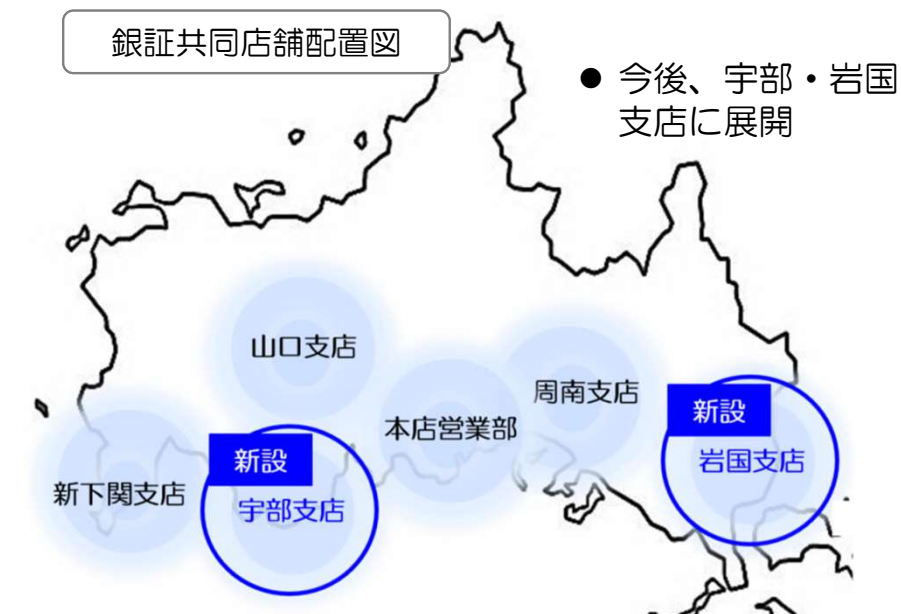 銀証共同店舗配置図
● 今後、宇部・岩国
支店に展開
山口支店
周南支店
新設
本店営業部
岩国支店
新設
新下関支店
宇部支店